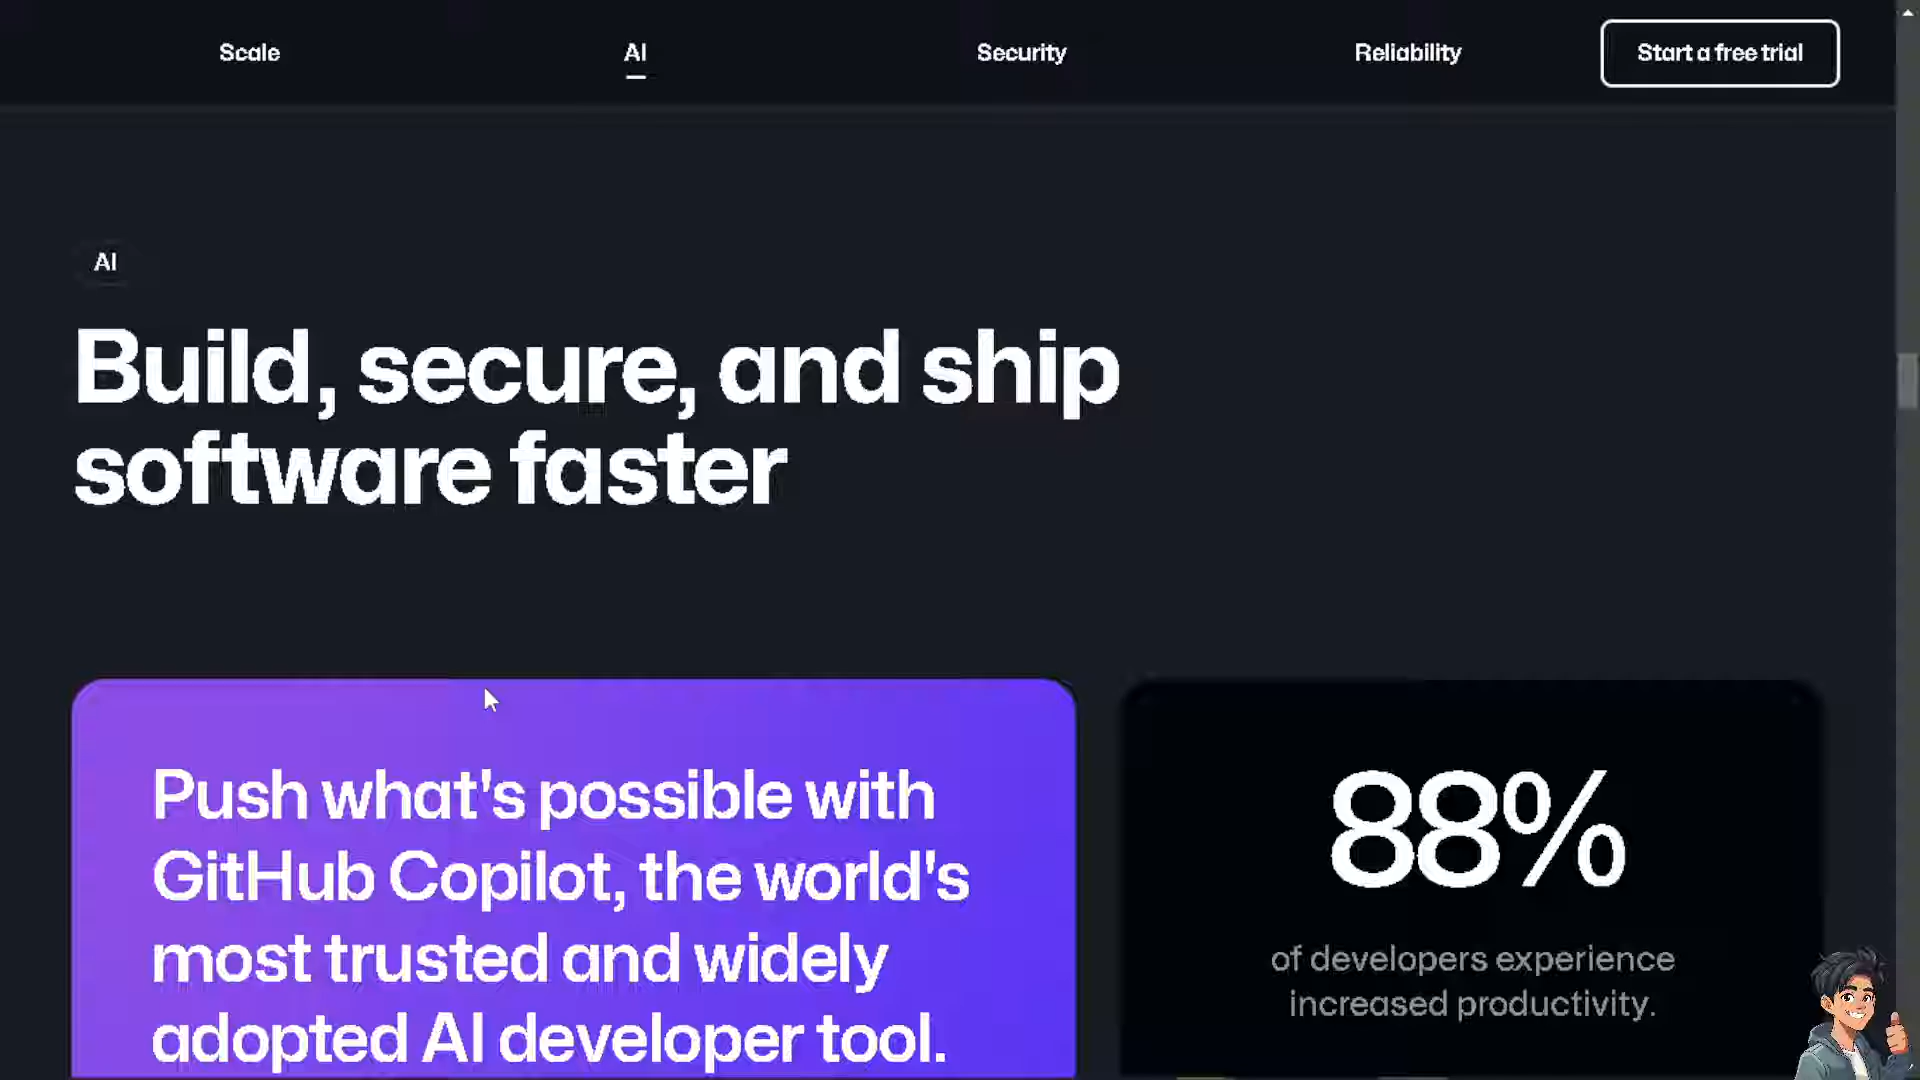 Scale
AI
Security
Reliability
Start a free trial
AI
Build, secure, and ship
software faster
Push what's possible with
GitHub Copilot, the world's
most trusted and widely
adopted AI developer tool.
88%
of developers experience
increased productivity.